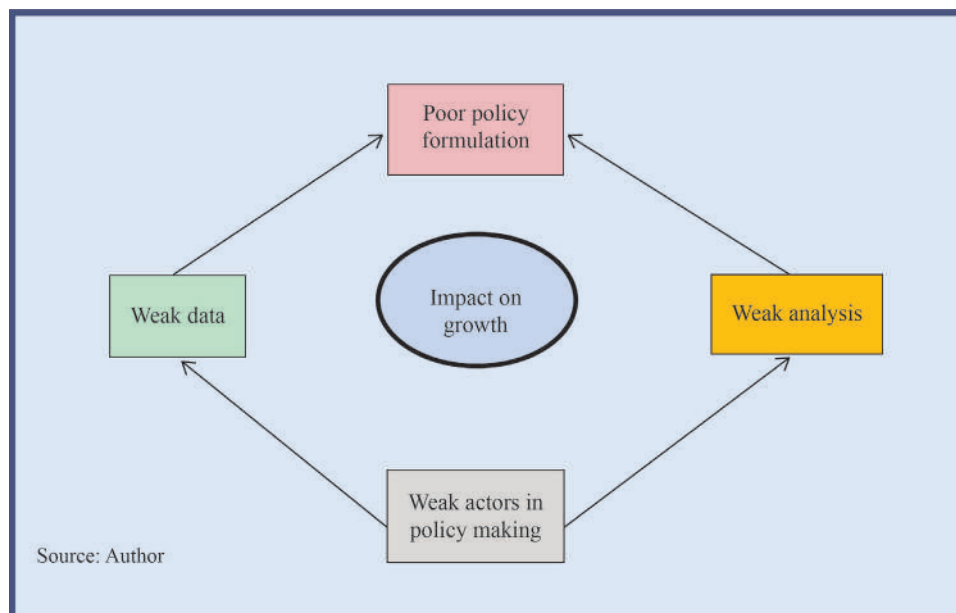 Poor policy
formulation
Weak data
Impact on
growth
Weak analysis
Weak actors in
policy making
Source: Author